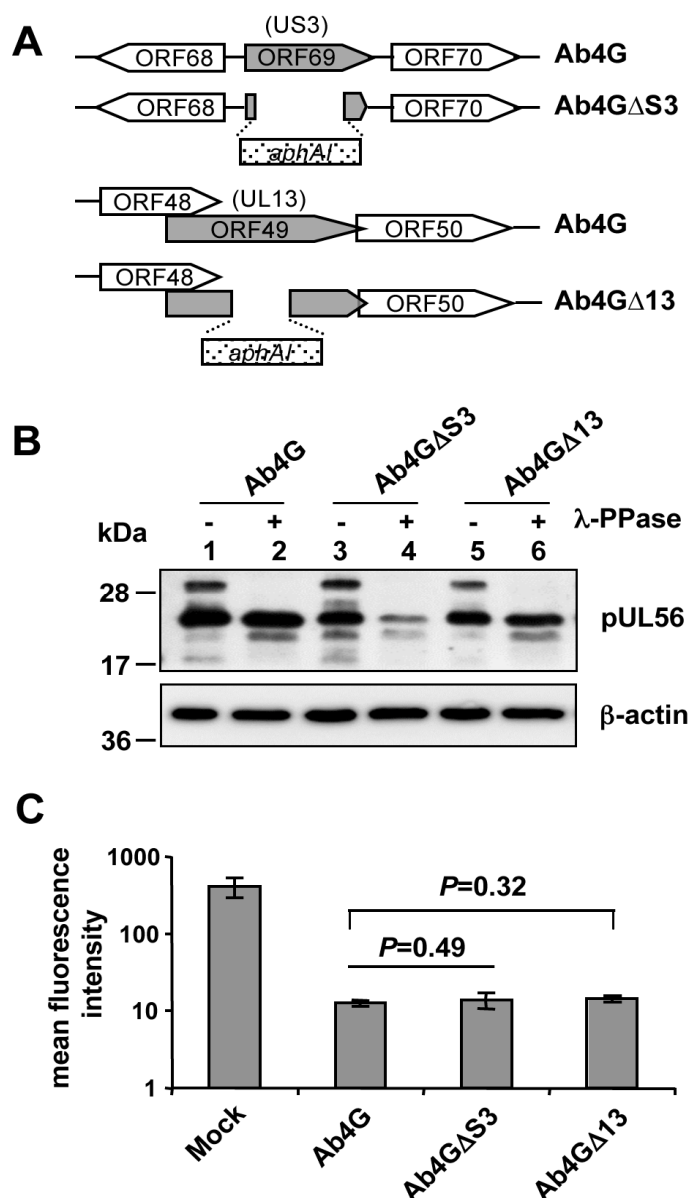 A
(US3)
ORF68 ORF69 ORF70 Ab4G
ORF68 ORF70 Ab4GΔS3
aphAI
ORF48 (UL13)
ORF49 ORF50 Ab4G
ORF48
ORF50 Ab4GΔ13
aphAI
B
Ab4G Ab4GΔS3 Ab4GΔ13
- + - + - + λ-PPase
kDa 1 2 3 4 5 6
28
pUL56
17
β-actin
36
C
mean fluorescence
intensity
1000
100
10
1
P=0.32
P=0.49
Mock Ab4G Ab4GΔS3 Ab4GΔ13